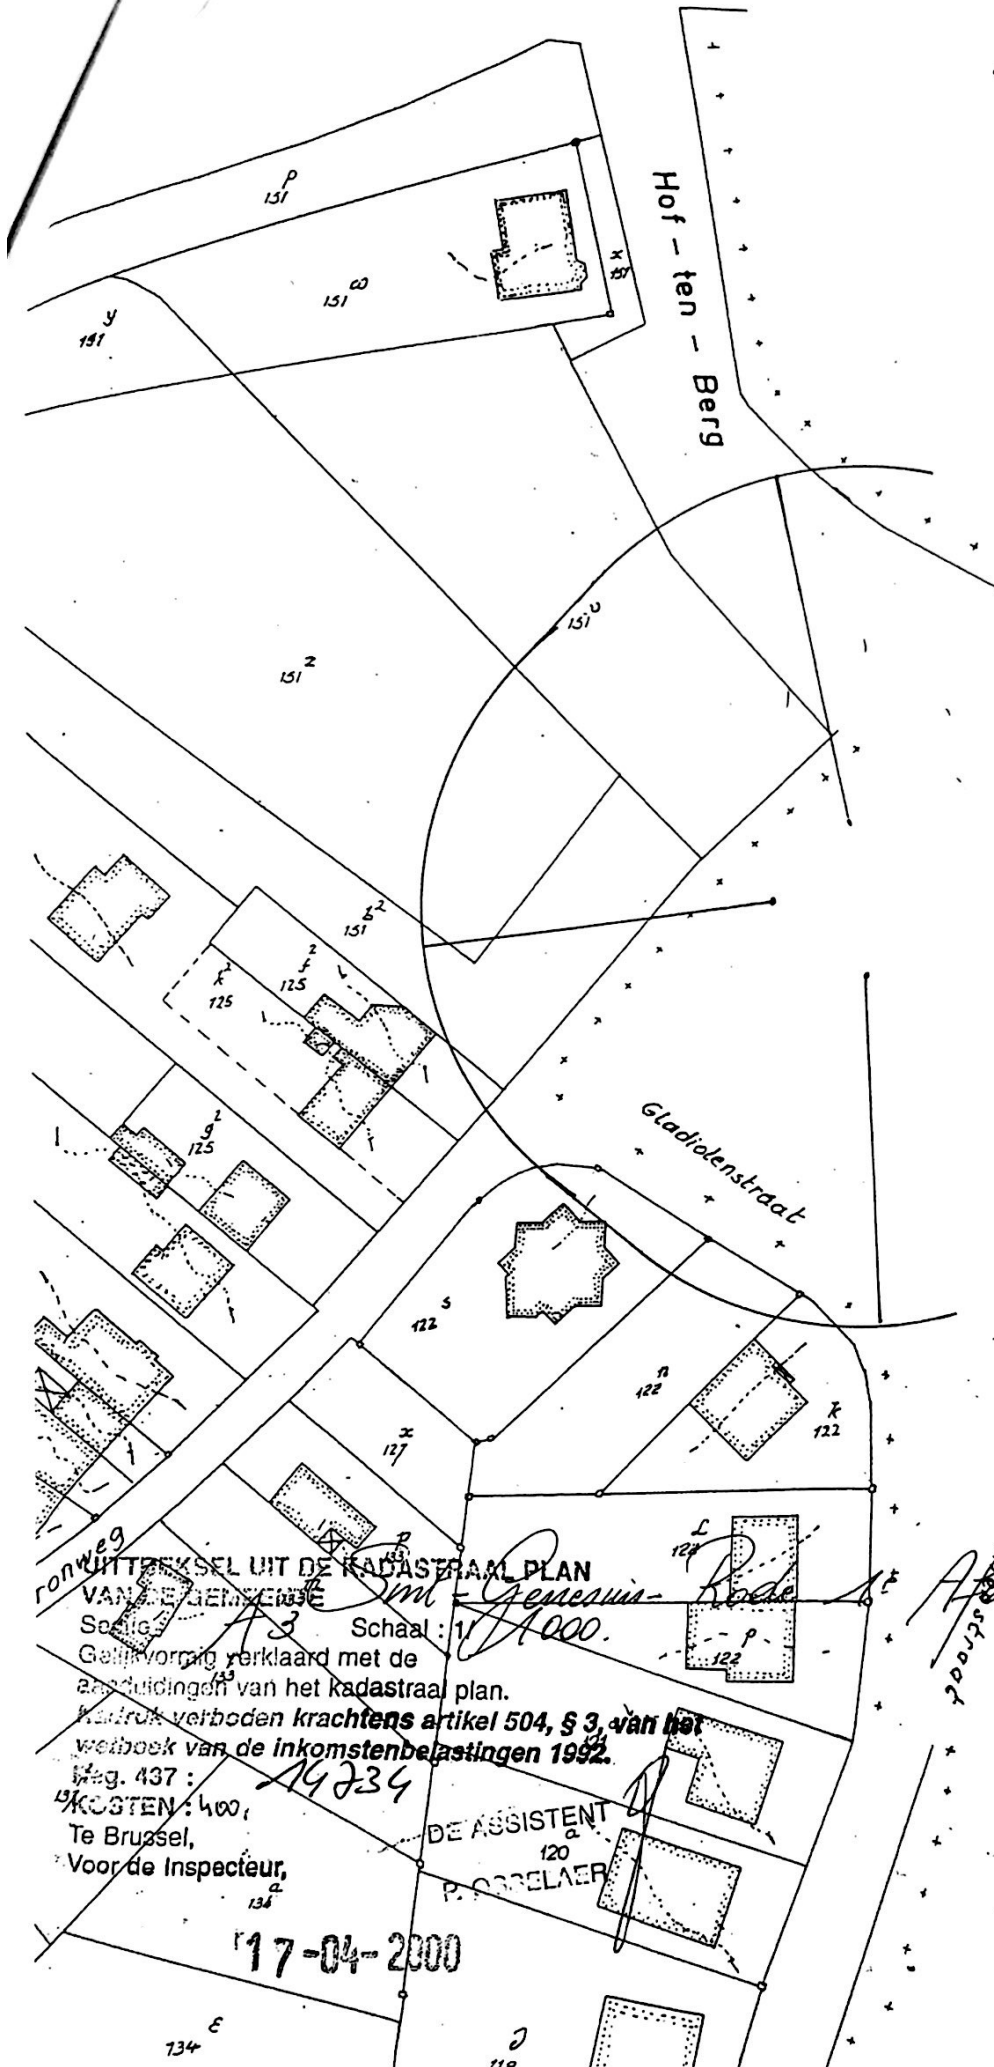 151 p
151 w
x 151
Hof - ten - Berg
151 y
151 u
151 z
151 b2
125 f2
125 k2
125 g2
Gladiolenstraat
122 s
122 n
122 k
127 x
ronweg
UITTREKSEL UIT DE KADASTRAAL PLAN
VAN DE GEMEENTE Sint-Genesius-Rode 1e Af
Sectie: A3 Schaal : 1/1000.
Gelijkvormig verklaard met de
aanduidingen van het kadastraal plan.
Nadruk verboden krachtens artikel 504, § 3, van het
wetboek van de inkomstenbelastingen 1992.
Reg. 437 : 14734
KOSTEN : 400,
Te Brussel,
Voor de Inspecteur,
DE ASSISTENT
122 p
120 a
134 a
17-04-2000
134 E